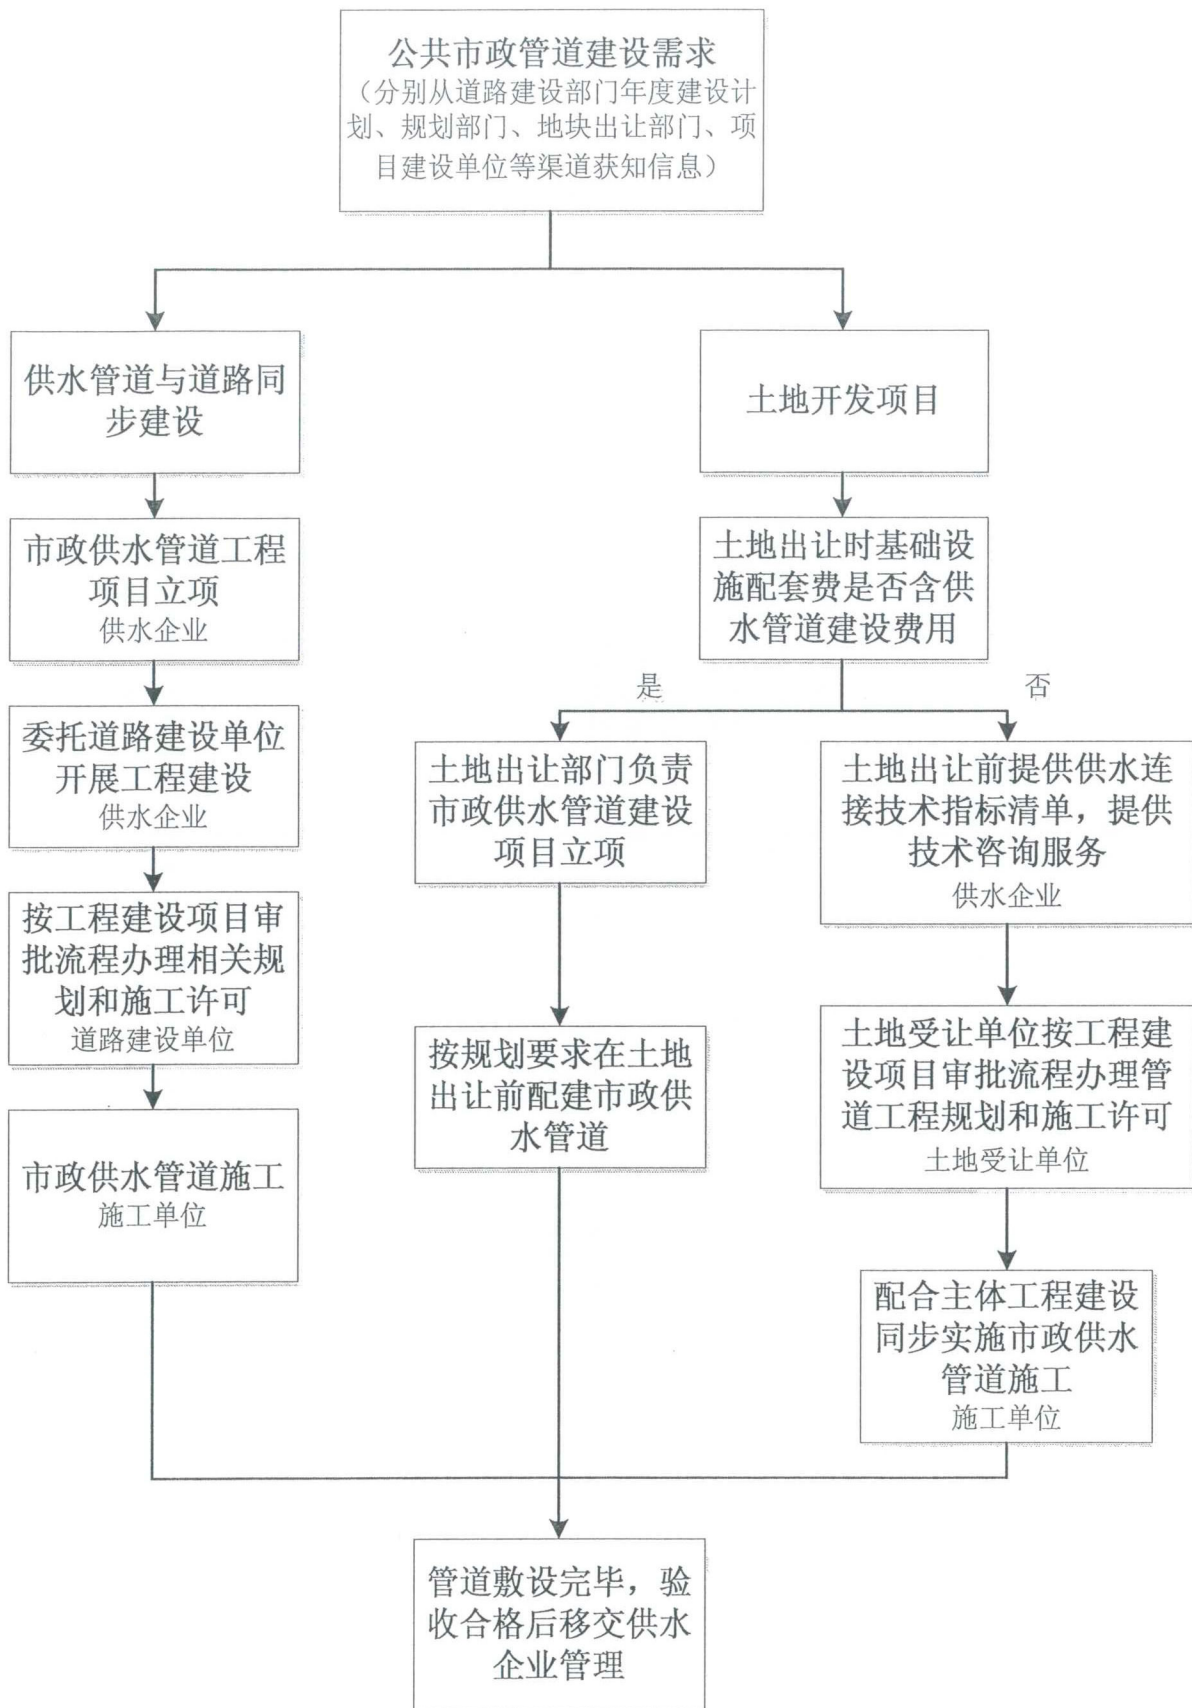 公共市政管道建设需求
（分别从道路建设部门年度建设计
划、规划部门、地块出让部门、项
目建设单位等渠道获知信息）
供水管道与道路同
步建设
市政供水管道工程
项目立项
供水企业
委托道路建设单位
开展工程建设
供水企业
按工程建设项目审
批流程办理相关规
划和施工许可
道路建设单位
市政供水管道施工
施工单位
土地开发项目
土地出让时基础设
施配套费是否含供
水管道建设费用
是
否
土地出让部门负责
市政供水管道建设
项目立项
按规划要求在土地
出让前配建市政供
水管道
土地出让前提供供水连
接技术指标清单，提供
技术咨询服务
供水企业
土地受让单位按工程建
设项目审批流程办理管
道工程规划和施工许可
土地受让单位
配合主体工程建设
同步实施市政供水
管道施工
施工单位
管道敷设完毕，验
收合格后移交供水
企业管理